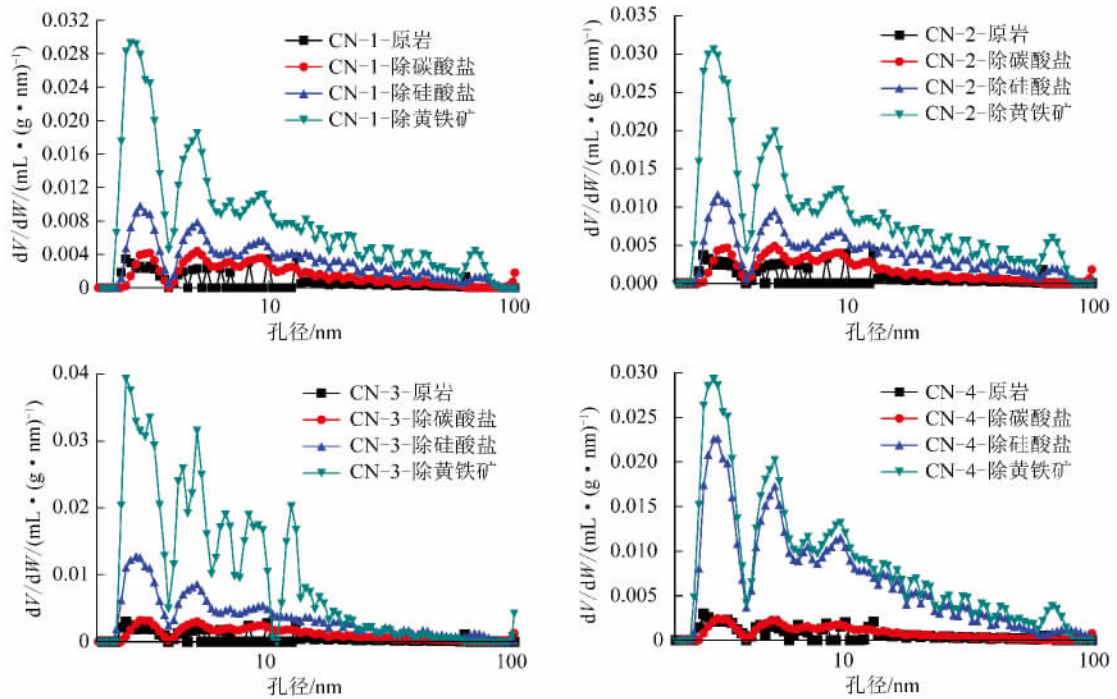 0.032
0.028
0.024
0.020
0.016
0.012
0.008
0.004
0
dV/dW/(mL·(g·nm)⁻¹)
CN-1-原岩
CN-1-除碳酸盐
CN-1-除硅酸盐
CN-1-除黄铁矿
10
100
孔径/nm
0.035
0.030
0.025
0.020
0.015
0.010
0.005
0.000
dV/dW/(mL·(g·nm)⁻¹)
CN-2-原岩
CN-2-除碳酸盐
CN-2-除硅酸盐
CN-2-除黄铁矿
10
100
孔径/nm
0.04
0.03
0.02
0.01
0
dV/dW/(mL·(g·nm)⁻¹)
CN-3-原岩
CN-3-除碳酸盐
CN-3-除硅酸盐
CN-3-除黄铁矿
10
100
孔径/nm
0.030
0.025
0.020
0.015
0.010
0.005
0
dV/dW/(mL·(g·nm)⁻¹)
CN-4-原岩
CN-4-除碳酸盐
CN-4-除硅酸盐
CN-4-除黄铁矿
10
100
孔径/nm